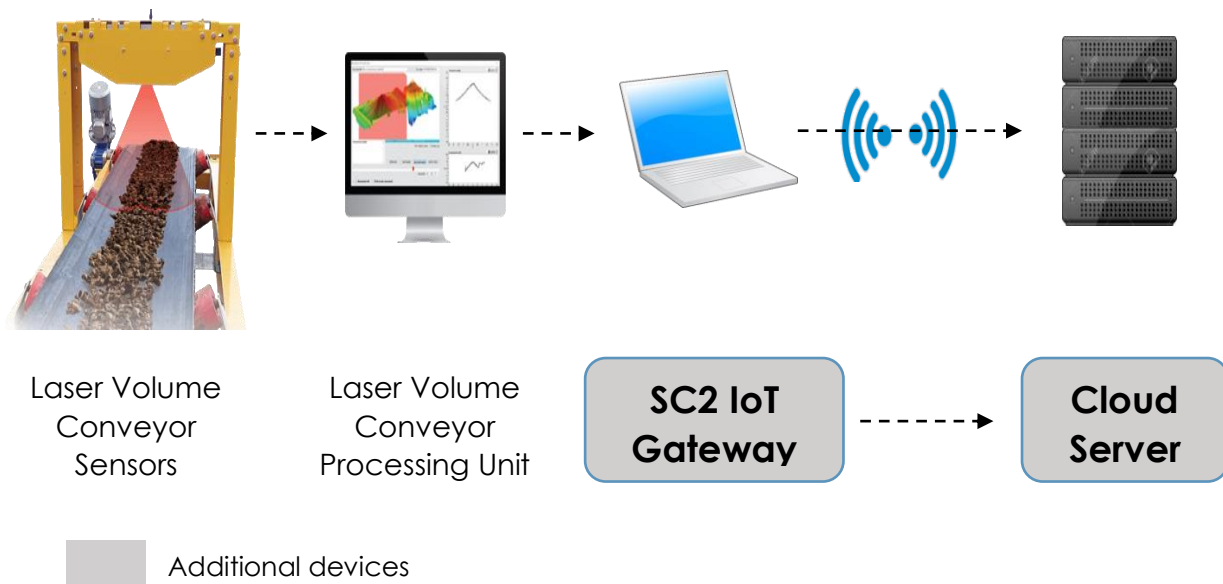 Laser Volume
Conveyor
Sensors
Laser Volume
Conveyor
Processing Unit
SC2 IoT
Gateway
Cloud
Server
Additional devices